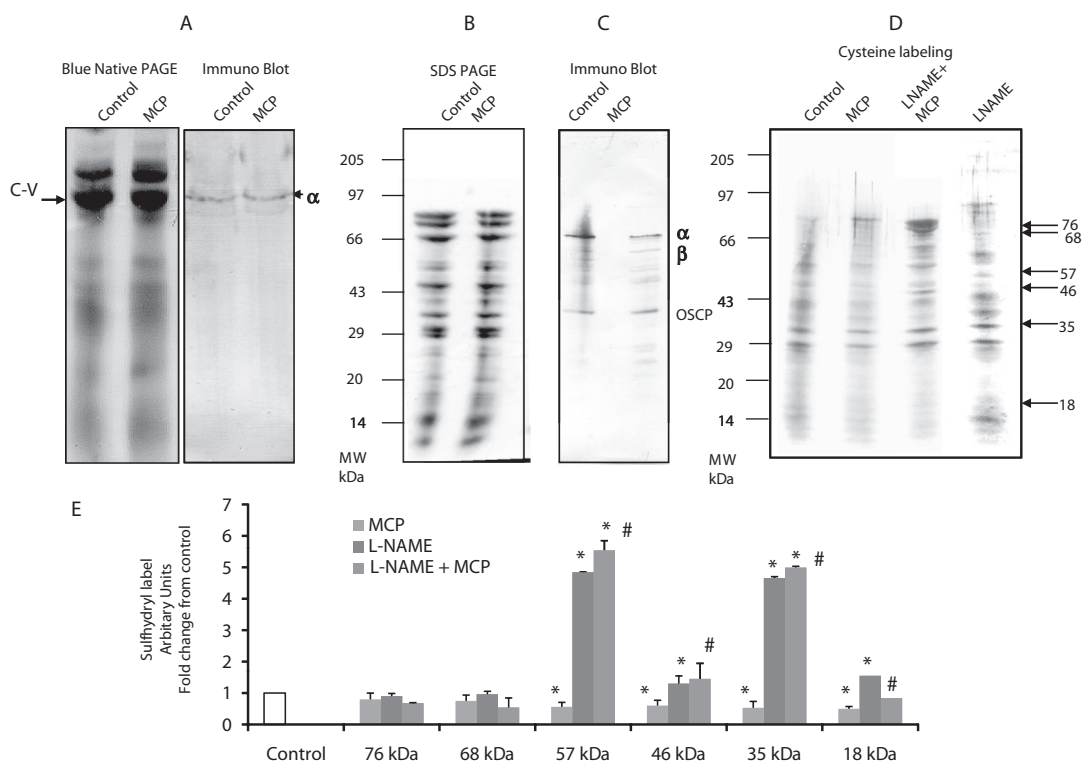 A
B
C
D
Blue Native PAGE
Immuno Blot
SDS PAGE
Immuno Blot
Cysteine labeling
Control
MCP
Control
MCP
Control
MCP
Control
MCP
Control
MCP
LNAME+
MCP
LNAME
C-V
α
205
97
66
43
29
20
14
MW
kDa
α
β
OSCP
205
97
66
43
29
20
14
MW
kDa
76
68
57
46
35
18
E
Sulfhydryl label
Arbitary Units
Fold change from control
7
6
5
4
3
2
1
0
MCP
L-NAME
L-NAME + MCP
* * * #
* * #
* * * #
* * #
Control 76 kDa 68 kDa 57 kDa 46 kDa 35 kDa 18 kDa